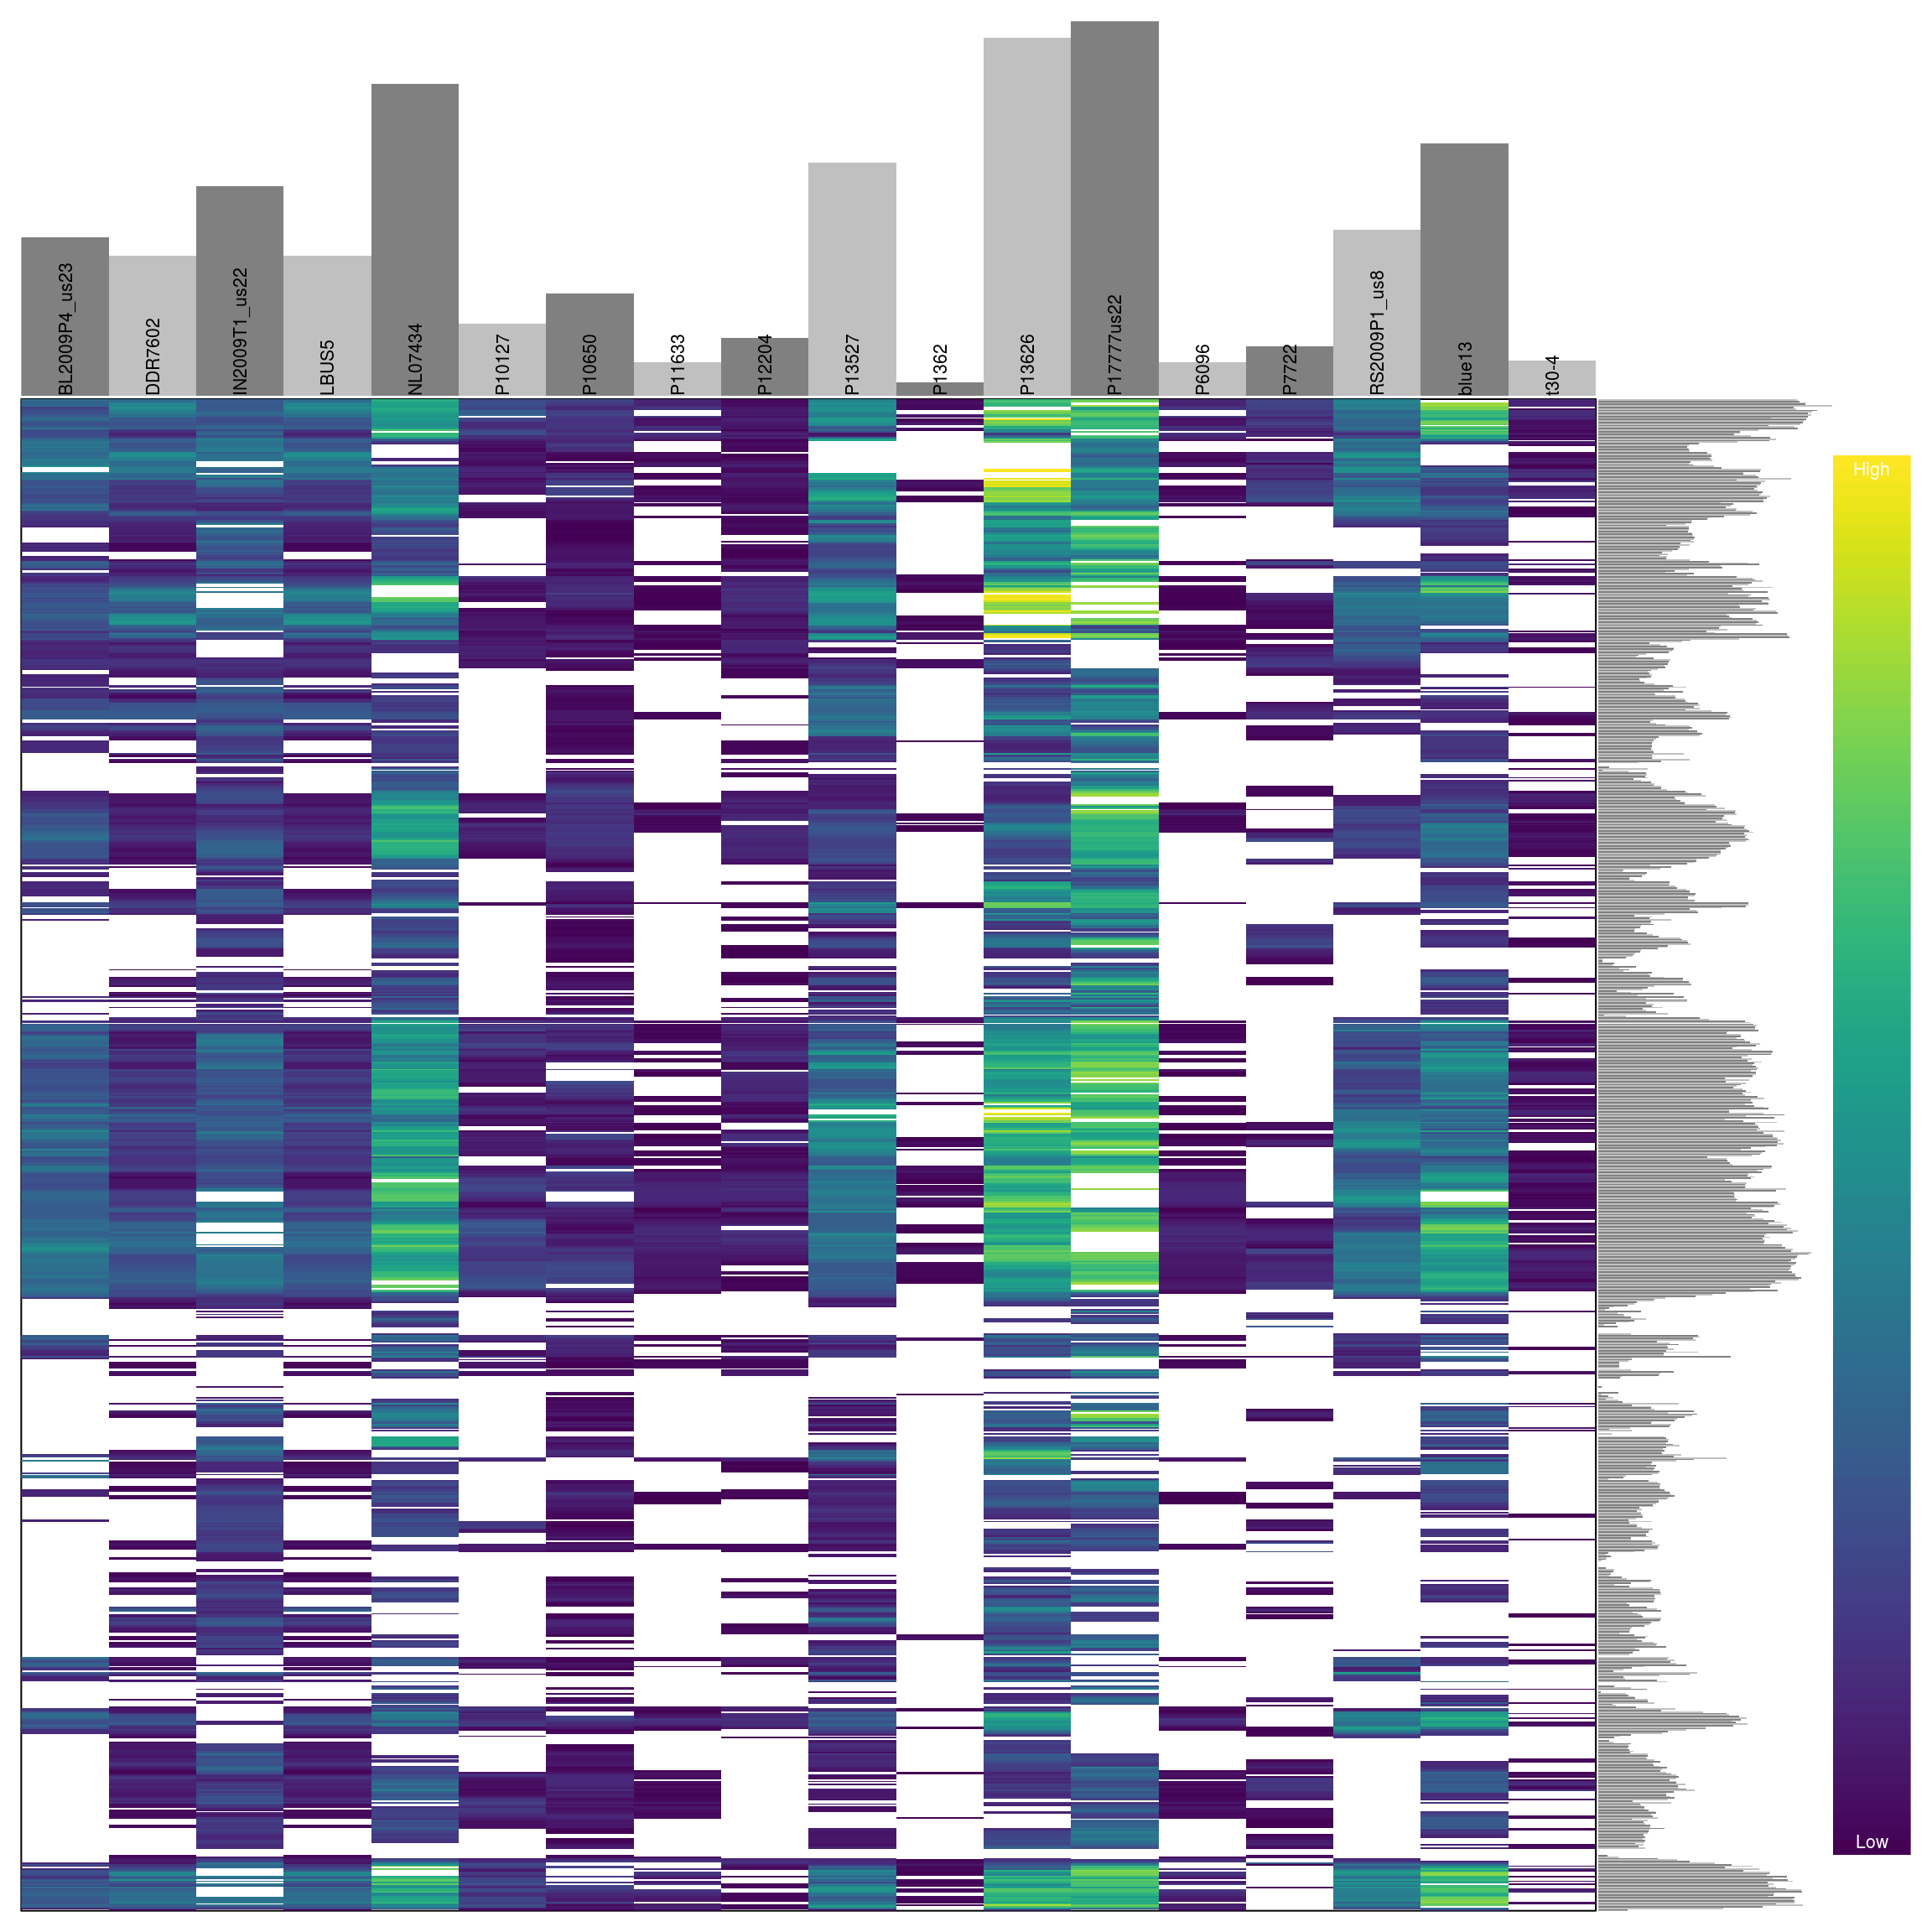 BL2009P4_us23
DDR7602
IN2009T1_us22
LBUS5
NL07434
P10127
P10650
P11633
P12204
P13527
P1362
P13626
P17777us22
P6096
P7722
RS2009P1_us8
blue13
t30-4
High
Low